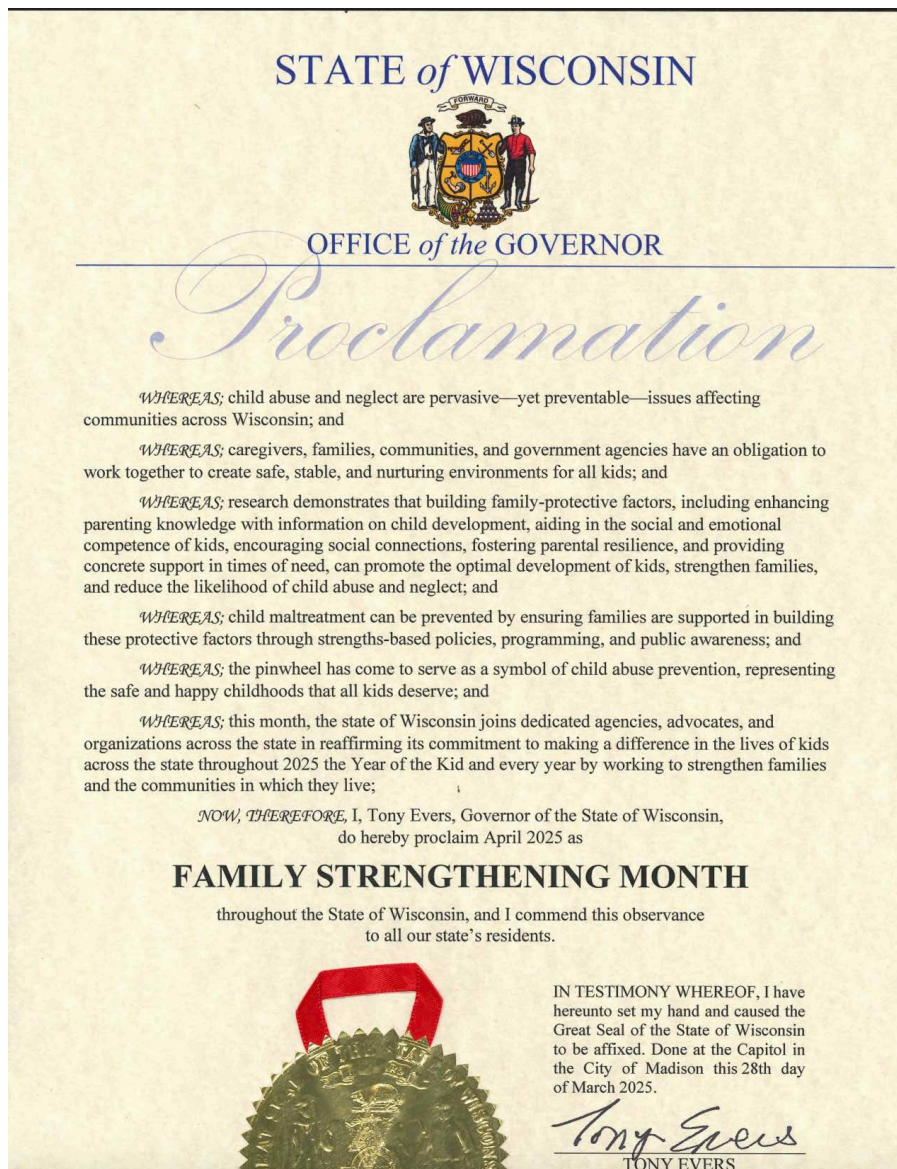 FORWARD
STATE of WISCONSIN
OFFICE of the GOVERNOR
Proclamation
WHEREAS; child abuse and neglect are pervasive—yet preventable—issues affecting
communities across Wisconsin; and
WHEREAS; caregivers, families, communities, and government agencies have an obligation to
work together to create safe, stable, and nurturing environments for all kids; and
WHEREAS; research demonstrates that building family-protective factors, including enhancing
parenting knowledge with information on child development, aiding in the social and emotional
competence of kids, encouraging social connections, fostering parental resilience, and providing
concrete support in times of need, can promote the optimal development of kids, strengthen families,
and reduce the likelihood of child abuse and neglect; and
WHEREAS; child maltreatment can be prevented by ensuring families are supported in building
these protective factors through strengths-based policies, programming, and public awareness; and
WHEREAS; the pinwheel has come to serve as a symbol of child abuse prevention, representing
the safe and happy childhoods that all kids deserve; and
WHEREAS; this month, the state of Wisconsin joins dedicated agencies, advocates, and
organizations across the state in reaffirming its commitment to making a difference in the lives of kids
across the state throughout 2025 the Year of the Kid and every year by working to strengthen families
and the communities in which they live;
NOW, THEREFORE, I, Tony Evers, Governor of the State of Wisconsin,
do hereby proclaim April 2025 as
FAMILY STRENGTHENING MONTH
throughout the State of Wisconsin, and I commend this observance
to all our state's residents.
IN TESTIMONY WHEREOF, I have
hereunto set my hand and caused the
Great Seal of the State of Wisconsin
to be affixed. Done at the Capitol in
the City of Madison this 28th day
of March 2025.
Tony Evers
TONY EVERS
SEAL OF THE STATE OF WISCONSIN